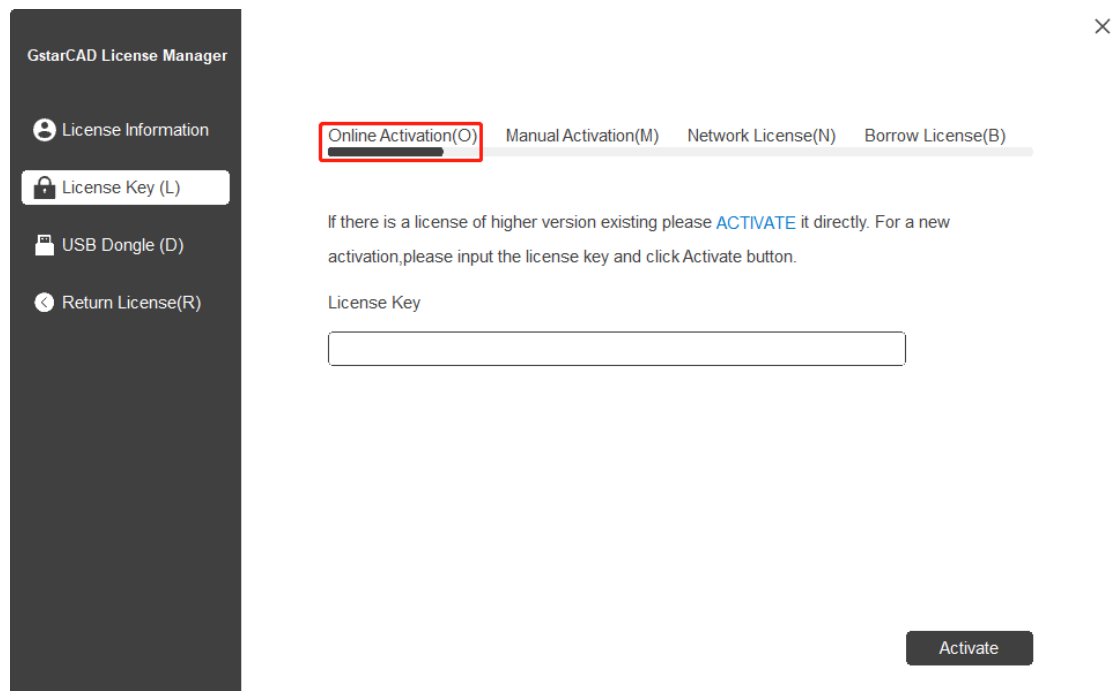 GstarCAD License Manager
License Information
License Key (L)
USB Dongle (D)
Return License(R)
Online Activation(O)
Manual Activation(M)
Network License(N)
Borrow License(B)
If there is a license of higher version existing please ACTIVATE it directly. For a new
activation,please input the license key and click Activate button.
License Key
Activate